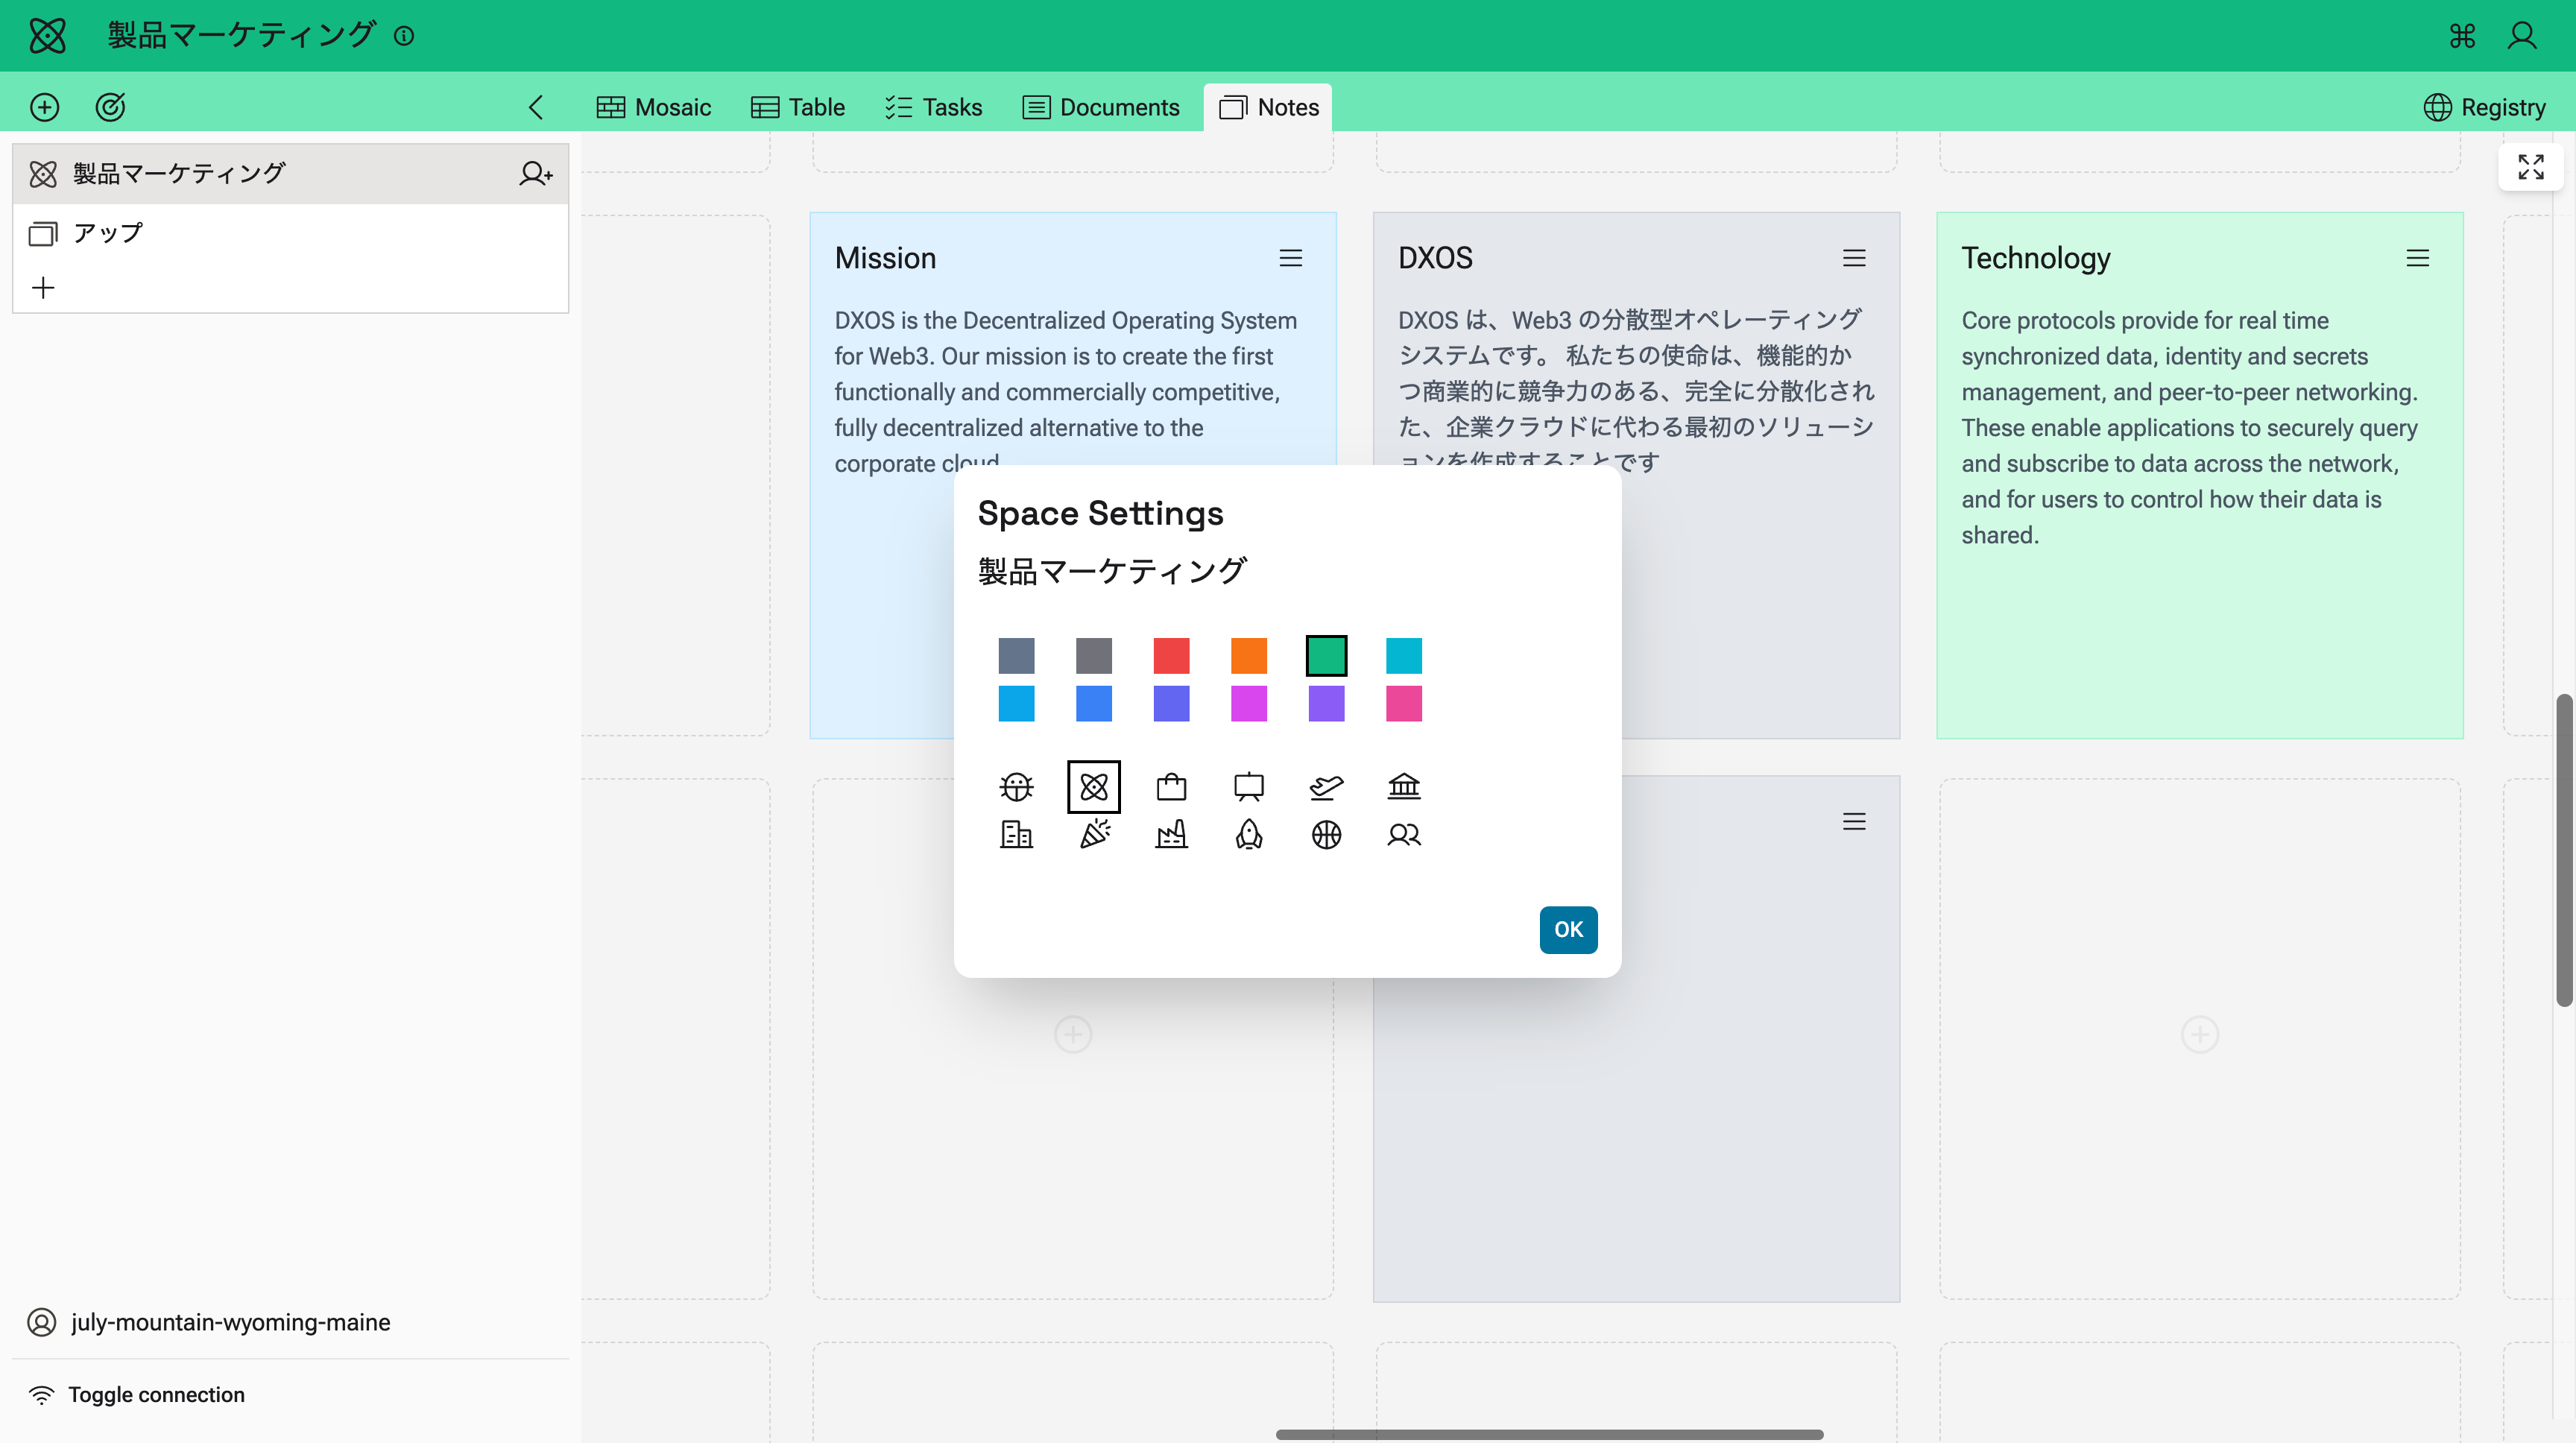 製品マーケティング
Mosaic
Table
Tasks
Documents
Notes
Registry
製品マーケティング
アップ
july-mountain-wyoming-maine
Toggle connection
Mission
DXOS is the Decentralized Operating System
for Web3. Our mission is to create the first
functionally and commercially competitive,
fully decentralized alternative to the
corporate cloud
DXOS
DXOS は、Web3 の分散型オペレーティング
システムです。 私たちの使命は、機能的か
つ商業的に競争力のある、完全に分散化され
た、企業クラウドに代わる最初のソリューシ
ョンを作成することです
Technology
Core protocols provide for real time
synchronized data, identity and secrets
management, and peer-to-peer networking.
These enable applications to securely query
and subscribe to data across the network,
and for users to control how their data is
shared.
Space Settings
製品マーケティング
OK